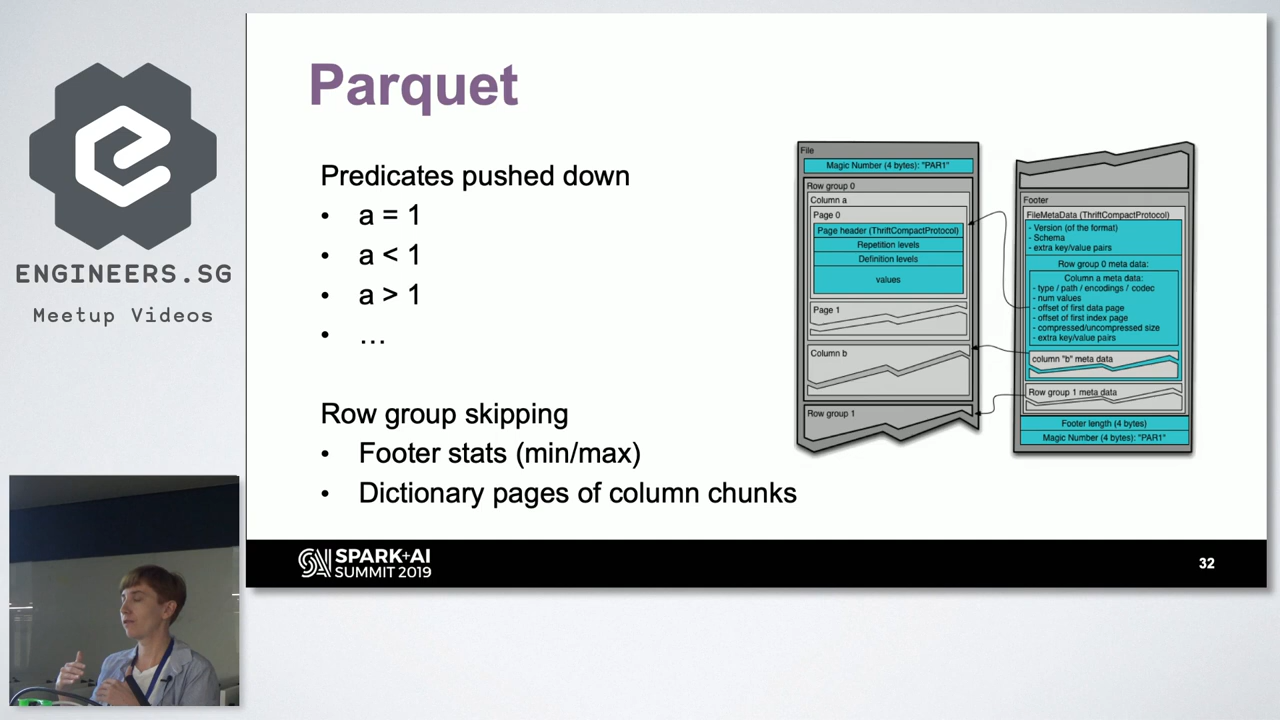 ENGINEERS.SG
Meetup Videos
Parquet
Predicates pushed down
• a = 1
• a < 1
• a > 1
• …
Row group skipping
• Footer stats (min/max)
• Dictionary pages of column chunks
File
Magic Number (4 bytes): "PAR1"
Row group 0
Column a
Page 0
Page header (ThriftCompactProtocol)
Repetition levels
Definition levels
values
Page 1
Column b
Row group 1
Footer
FileMetaData (ThriftCompactProtocol)
- Version (of the format)
- Schema
- extra key/value pairs
Row group 0 meta data:
Column a meta data:
- type / path / encodings / codec
- num values
- offset of first data page
- offset of first index page
- compressed/uncompressed size
- extra key/value pairs
column "b" meta data
Row group 1 meta data
Footer length (4 bytes)
Magic Number (4 bytes): "PAR1"
SPARK+AI
SUMMIT 2019
32